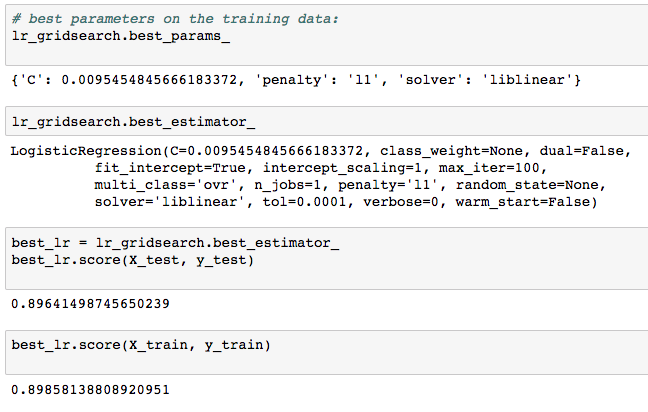 # best parameters on the training data:
lr_gridsearch.best_params_
{'C': 0.0095454845666183372, 'penalty': 'l1', 'solver': 'liblinear'}
lr_gridsearch.best_estimator_
LogisticRegression(C=0.0095454845666183372, class_weight=None, dual=False,
          fit_intercept=True, intercept_scaling=1, max_iter=100,
          multi_class='ovr', n_jobs=1, penalty='l1', random_state=None,
          solver='liblinear', tol=0.0001, verbose=0, warm_start=False)
best_lr = lr_gridsearch.best_estimator_
best_lr.score(X_test, y_test)
0.89641498745650239
best_lr.score(X_train, y_train)
0.89858138808920951